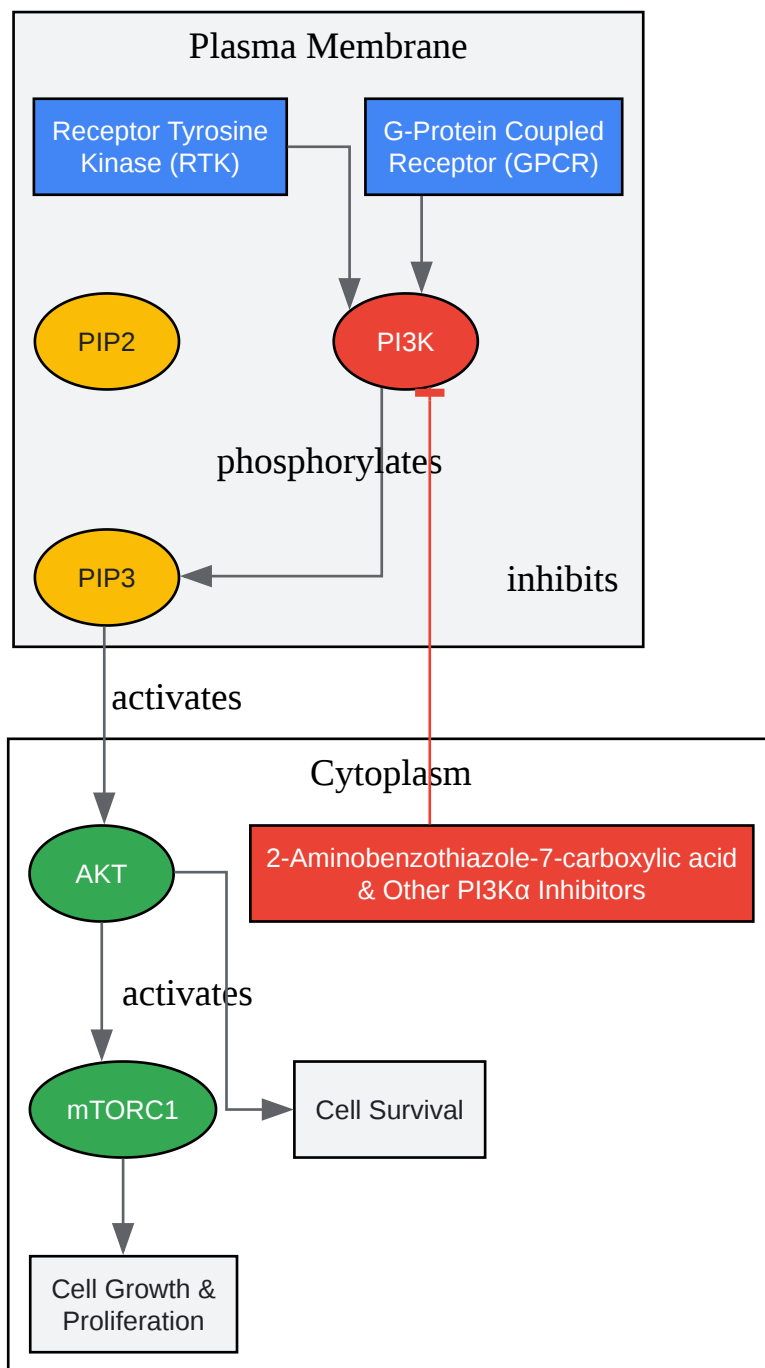 Plasma Membrane
Receptor Tyrosine
Kinase (RTK)
G-Protein Coupled
Receptor (GPCR)
PIP2
PI3K
phosphorylates
PIP3
inhibits
activates
Cytoplasm
AKT
2-Aminobenzothiazole-7-carboxylic acid
& Other PI3Kα Inhibitors
activates
mTORC1
Cell Survival
Cell Growth &
Proliferation